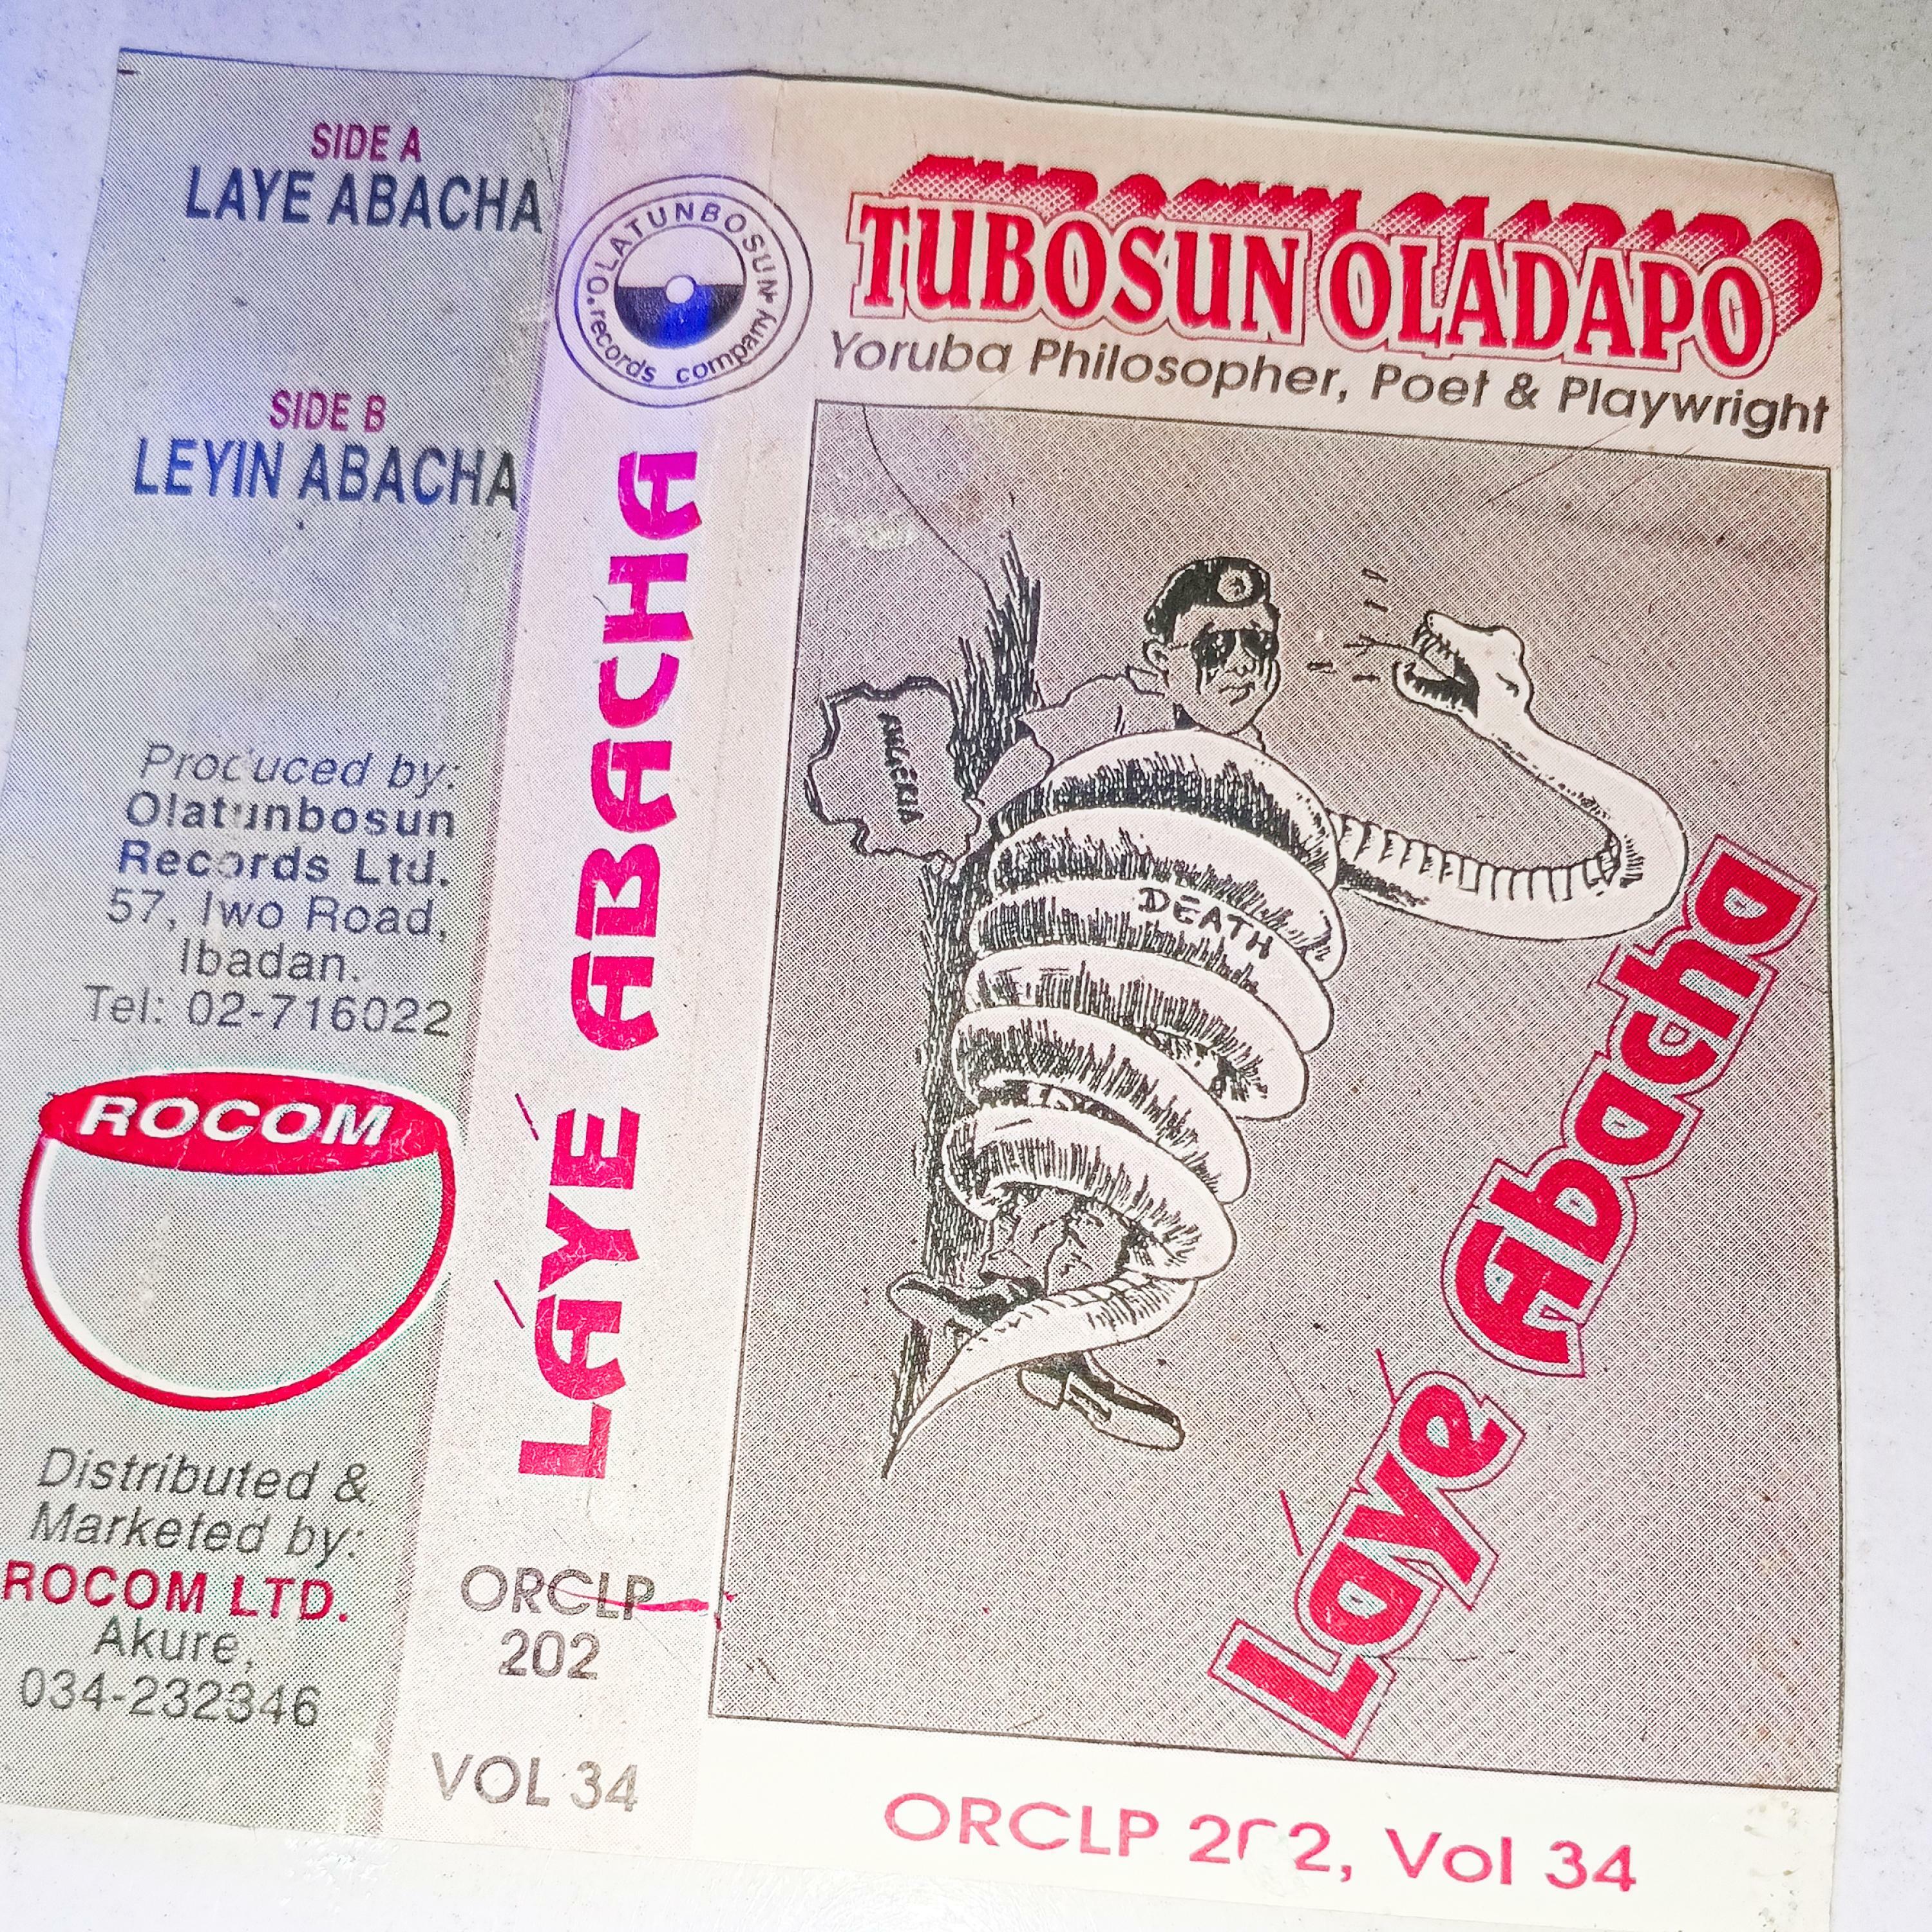 SIDE A
LAYE ABACHA
SIDE B
LEYIN ABACHA
Produced by:
Olatunbosun
Records Ltd.
57, Iwo Road,
Ibadan.
Tel: 02-716022
ROCOM
Distributed &
Marketed by:
ROCOM LTD.
Akure,
034-232346
OLATUNBOSUN
records company
LÁYÉ ABACHA
ORCLP
202
VOL 34
TUBOSUN OLADAPO
Yoruba Philosopher, Poet & Playwright
DEATH
Láyé Abacha
ORCLP 202, Vol 34